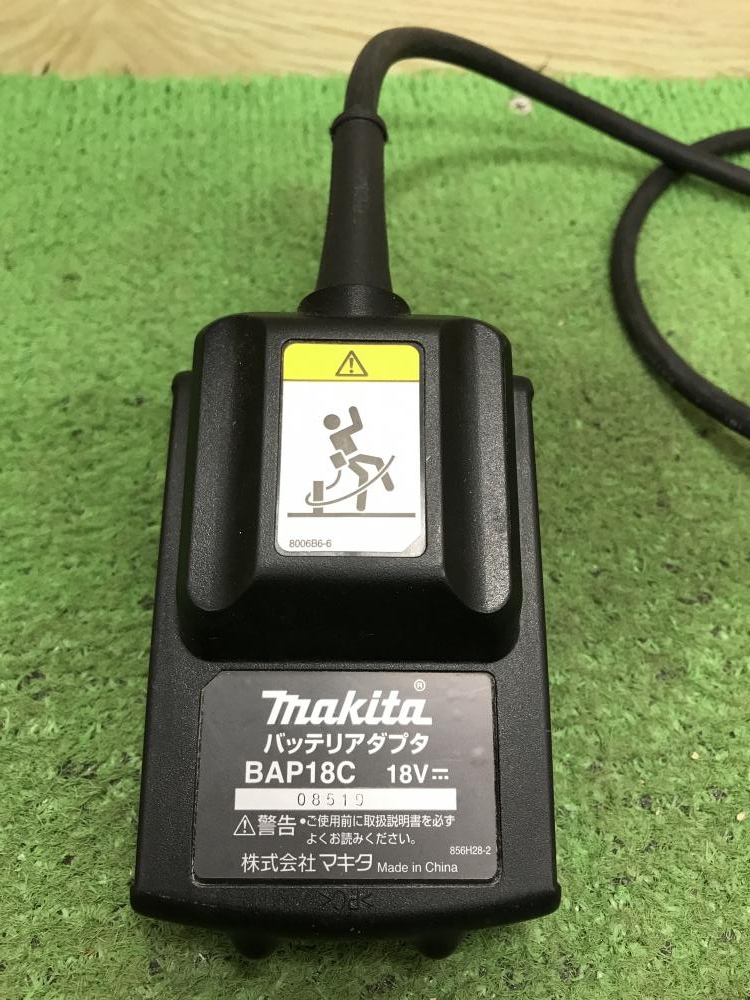 8006B6-6
makita®
バッテリアダプタ
BAP18C 18V
08519
警告 •ご使用前に取扱説明書を必ず
よくお読みください。
856H28-2
株式会社マキタ Made in China
>PC<